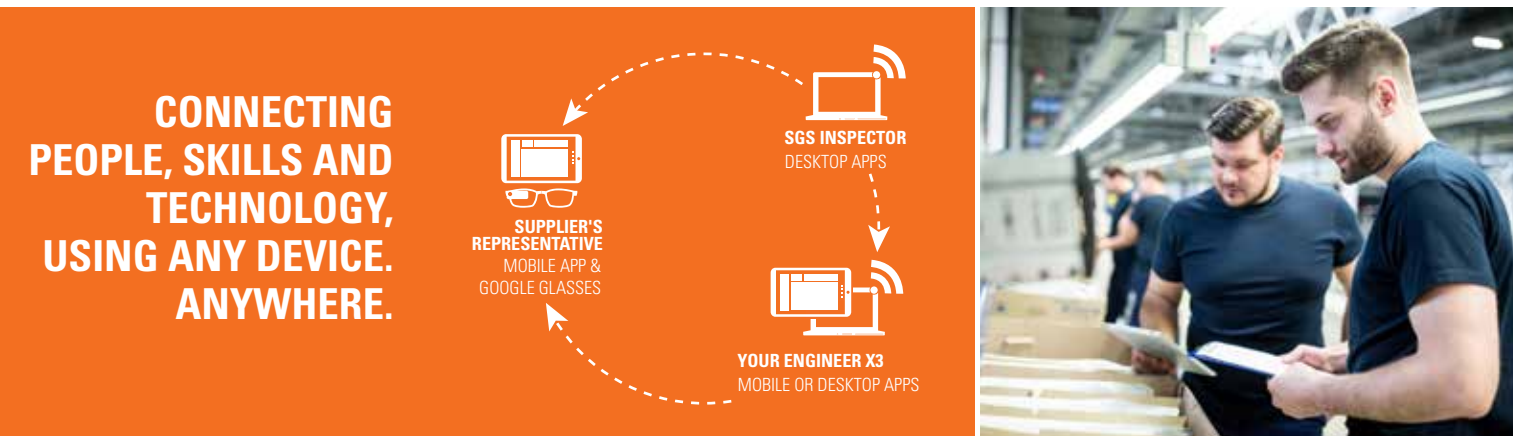 CONNECTING
PEOPLE, SKILLS AND
TECHNOLOGY,
USING ANY DEVICE.
ANYWHERE.
SGS INSPECTOR
DESKTOP APPS
SUPPLIER'S
REPRESENTATIVE
MOBILE APP &
GOOGLE GLASSES
YOUR ENGINEER X3
MOBILE OR DESKTOP APPS